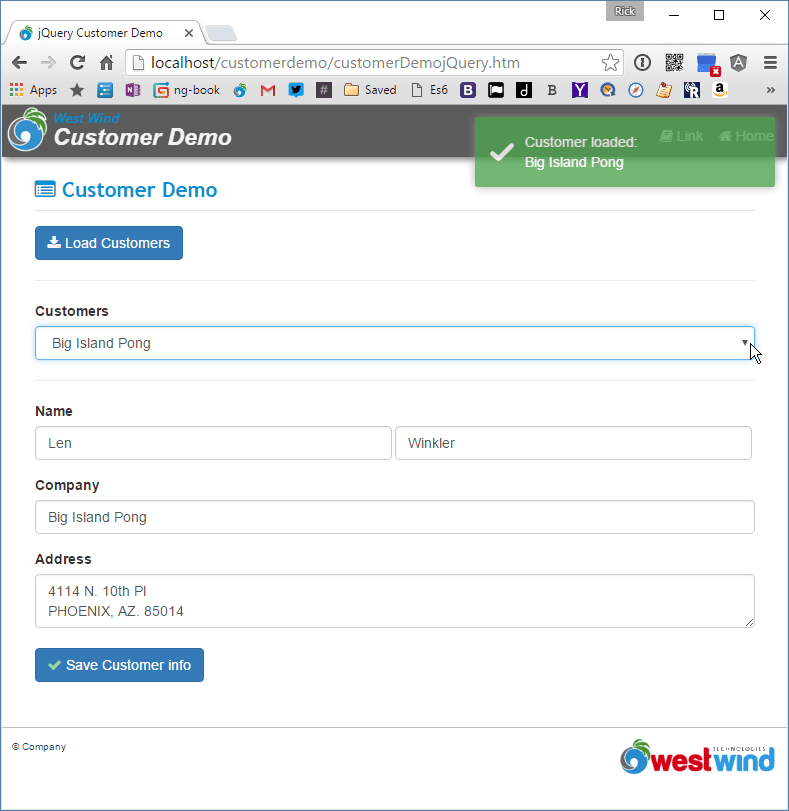 Rick
jQuery Customer Demo
localhost/customerdemo/customerDemojQuery.htm
Apps ng-book Saved Es6
West Wind
Customer Demo
Link Home
Customer loaded:
Big Island Pong
Customer Demo
Load Customers
Customers
Big Island Pong
Name
Len Winkler
Company
Big Island Pong
Address
4114 N. 10th Pl
PHOENIX, AZ. 85014
Save Customer info
© Company
TECHNOLOGIES
westwind